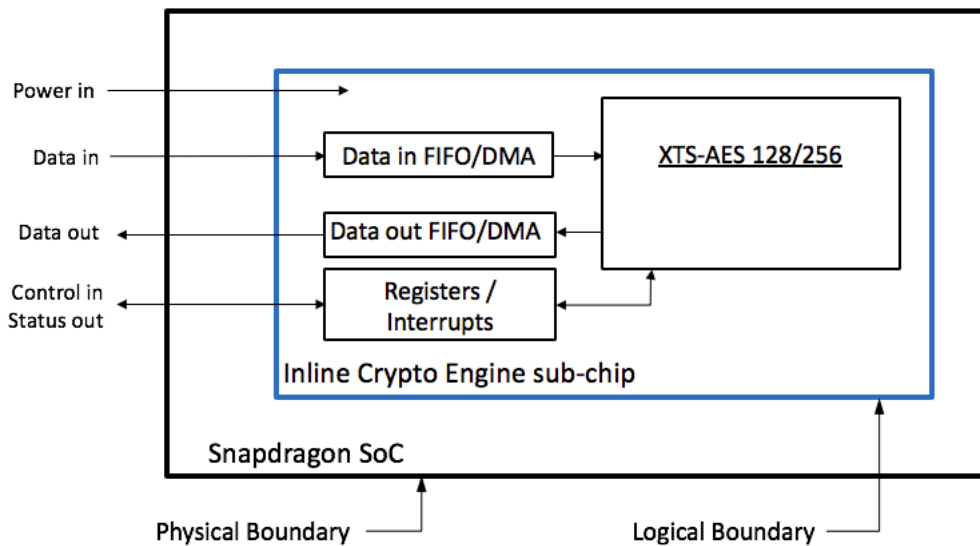 Power in
Data in
Data in FIFO/DMA
XTS-AES 128/256
Data out
Data out FIFO/DMA
Control in
Status out
Registers /
Interrupts
Inline Crypto Engine sub-chip
Snapdragon SoC
Physical Boundary
Logical Boundary